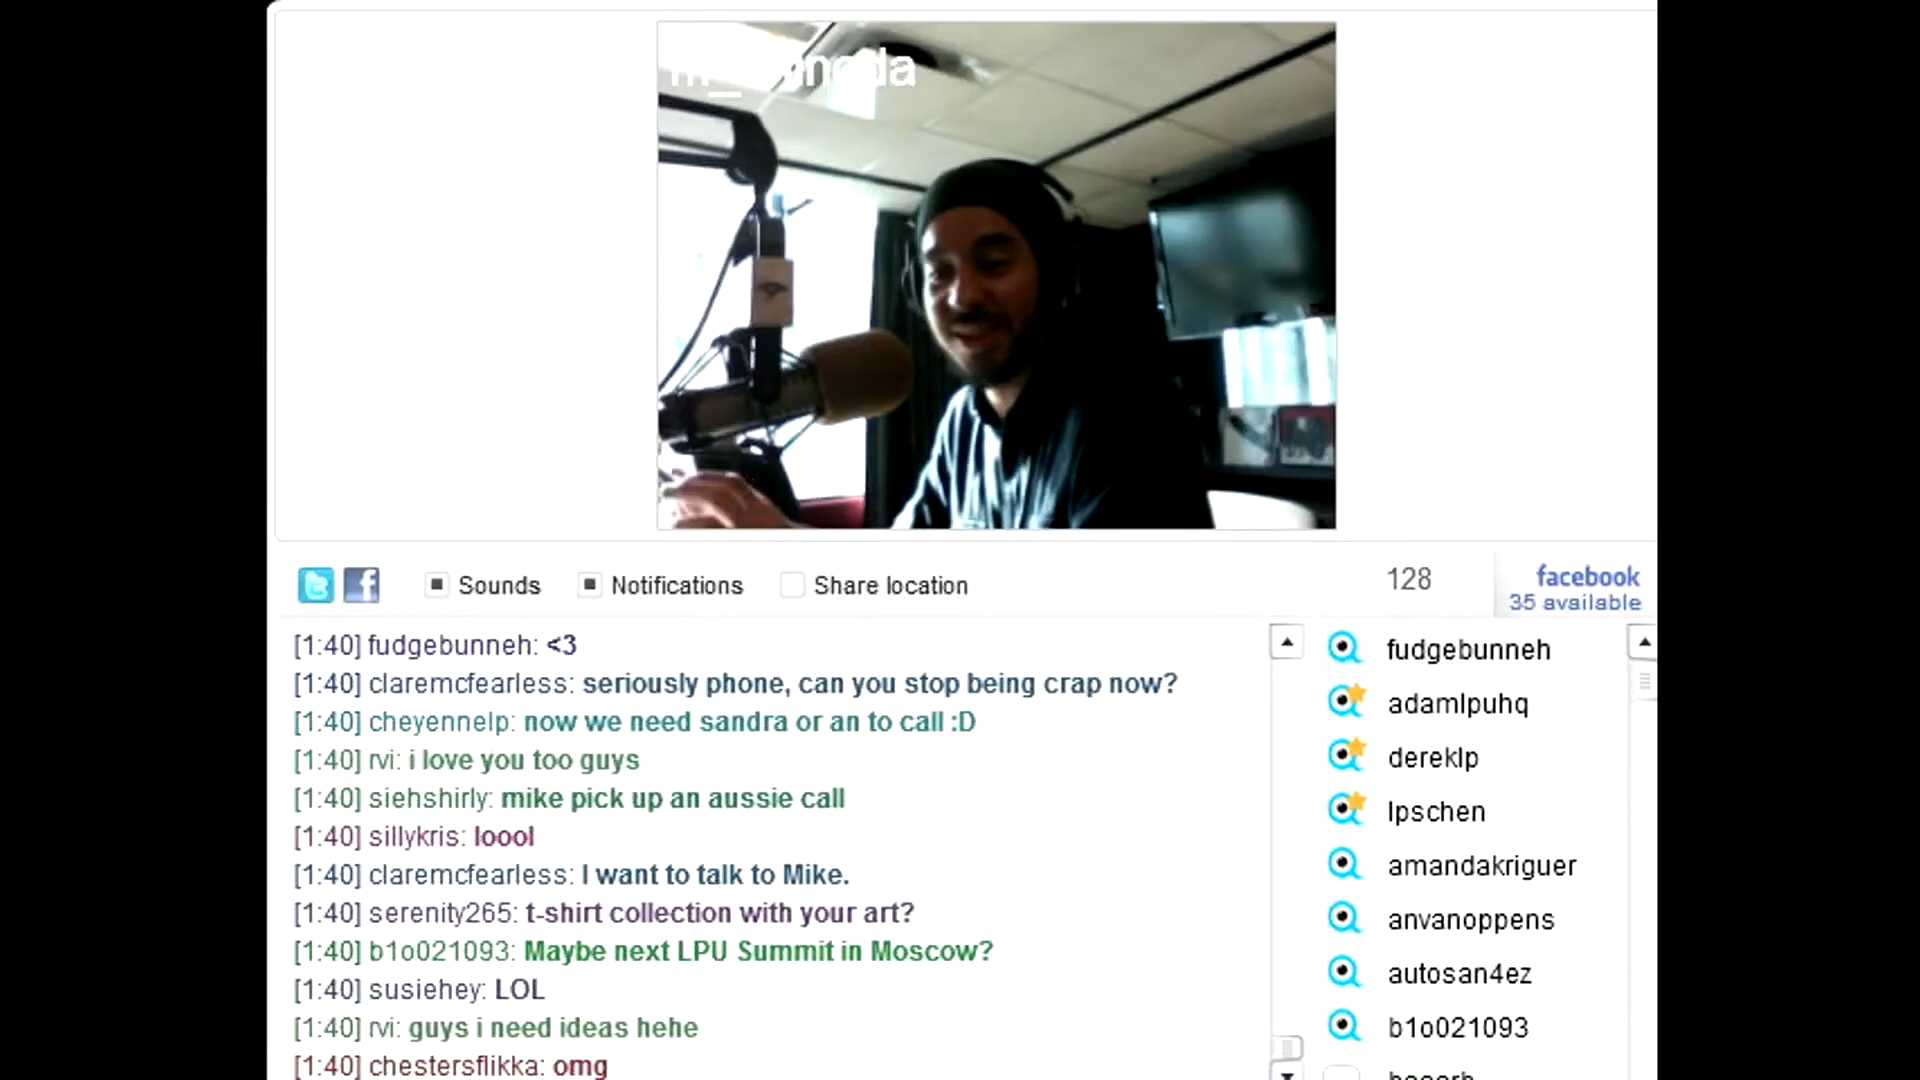 Sounds Notifications Share location
128
facebook
35 available
[1:40] fudgebunneh: <3
[1:40] claremcfearless: seriously phone, can you stop being crap now?
[1:40] cheyennelp: now we need sandra or an to call :D
[1:40] rvi: i love you too guys
[1:40] siehshirly: mike pick up an aussie call
[1:40] sillykris: loool
[1:40] claremcfearless: I want to talk to Mike.
[1:40] serenity265: t-shirt collection with your art?
[1:40] b1o021093: Maybe next LPU Summit in Moscow?
[1:40] susiehey: LOL
[1:40] rvi: guys i need ideas hehe
[1:40] chestersflikka: omg
fudgebunneh
adamlpuhq
dereklp
lpschen
amandakriguer
anvanoppens
autosan4ez
b1o021093